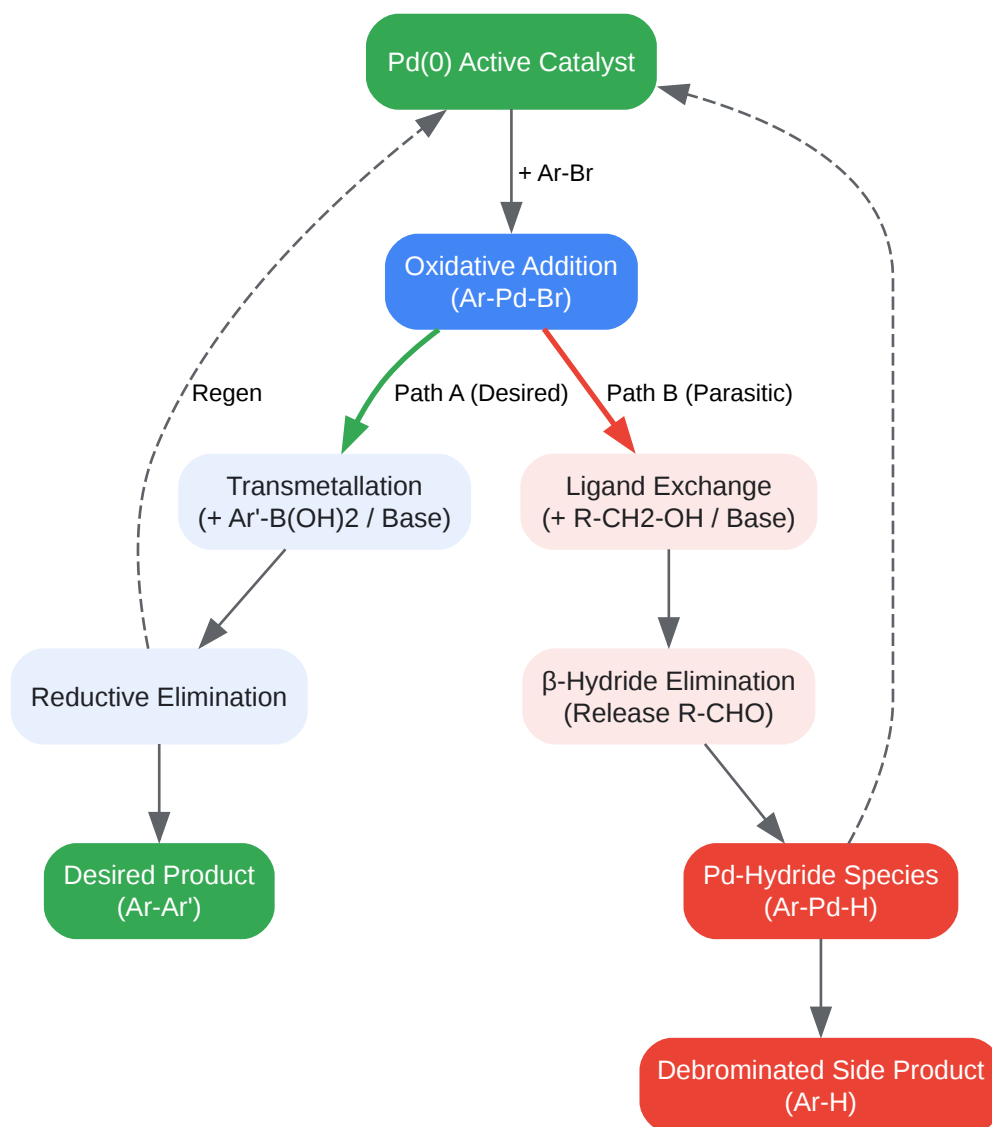 Pd(0) Active Catalyst
+ Ar-Br
Oxidative Addition
(Ar-Pd-Br)
Regen
Path A (Desired)
Path B (Parasitic)
Transmetallation
(+ Ar'-B(OH)2 / Base)
Ligand Exchange
(+ R-CH2-OH / Base)
Reductive Elimination
β-Hydride Elimination
(Release R-CHO)
Desired Product
(Ar-Ar')
Pd-Hydride Species
(Ar-Pd-H)
Debrominated Side Product
(Ar-H)